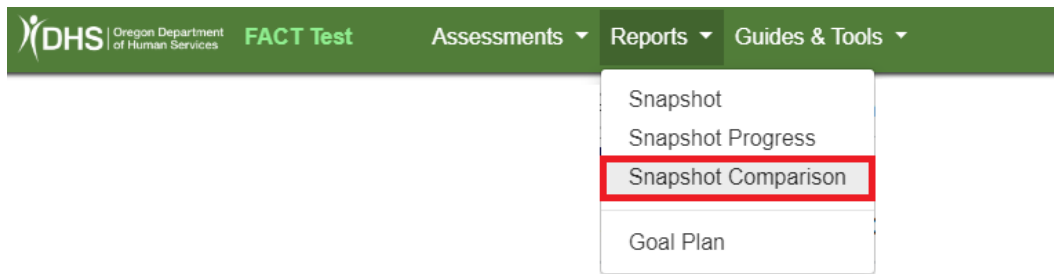 DHS Oregon Department
of Human Services
FACT Test
Assessments
Reports
Guides & Tools
Snapshot
Snapshot Progress
Snapshot Comparison
Goal Plan